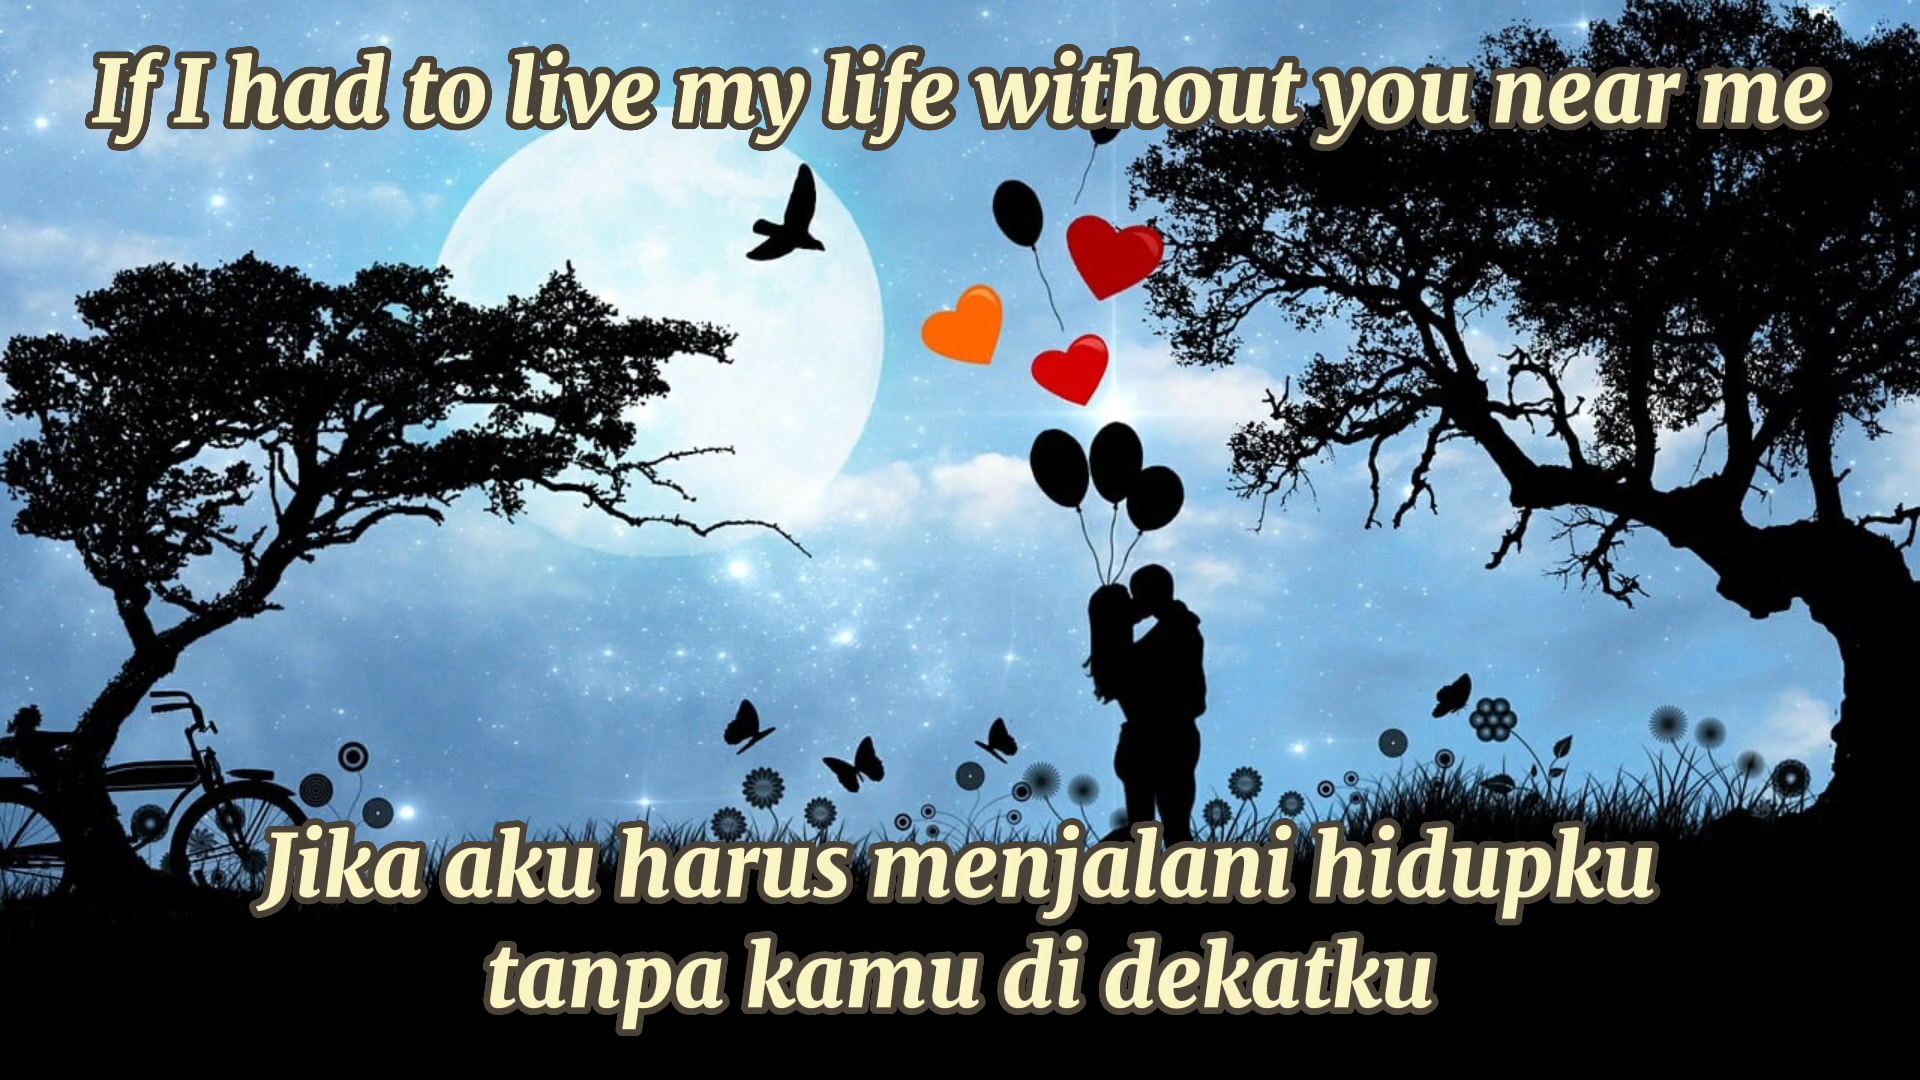 If I had to live my life without you near me
Jika aku harus menjalani hidupku
tanpa kamu di dekatku